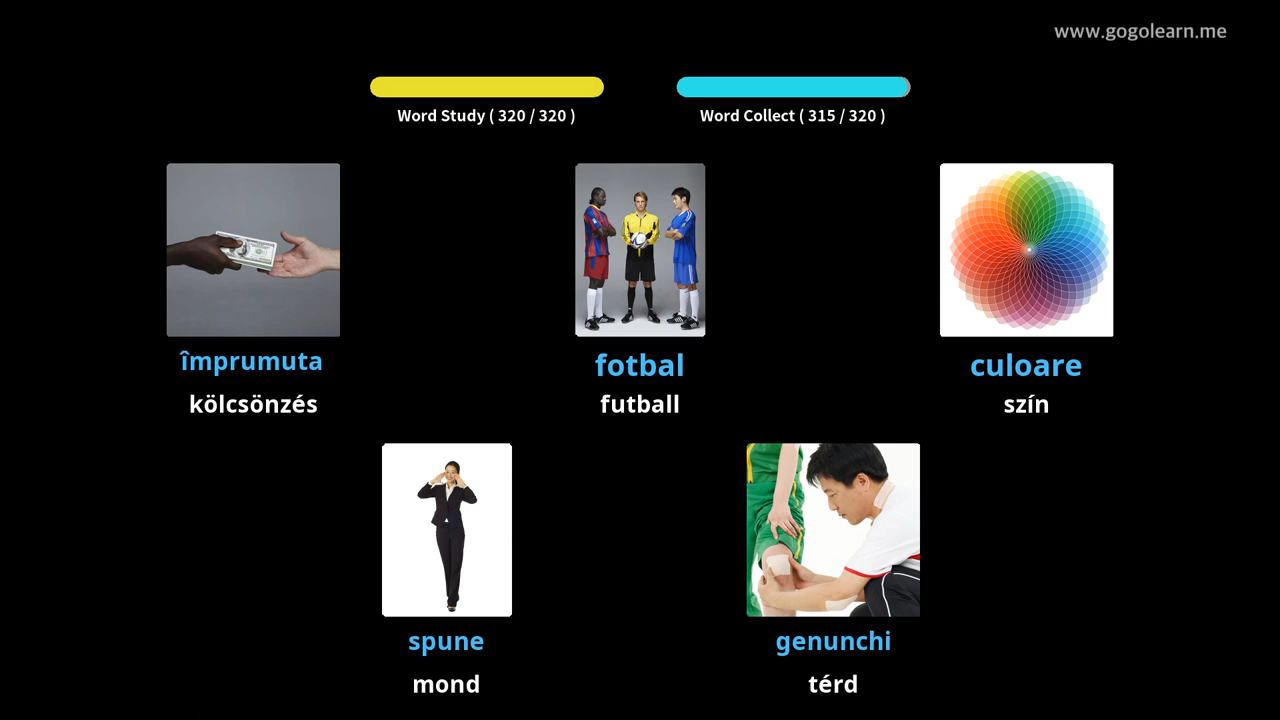 www.gogolearn.me
Word Study ( 320 / 320 )
Word Collect ( 315 / 320 )
împrumuta
kölcsönzés
fotbal
futball
culoare
szín
spune
mond
genunchi
térd